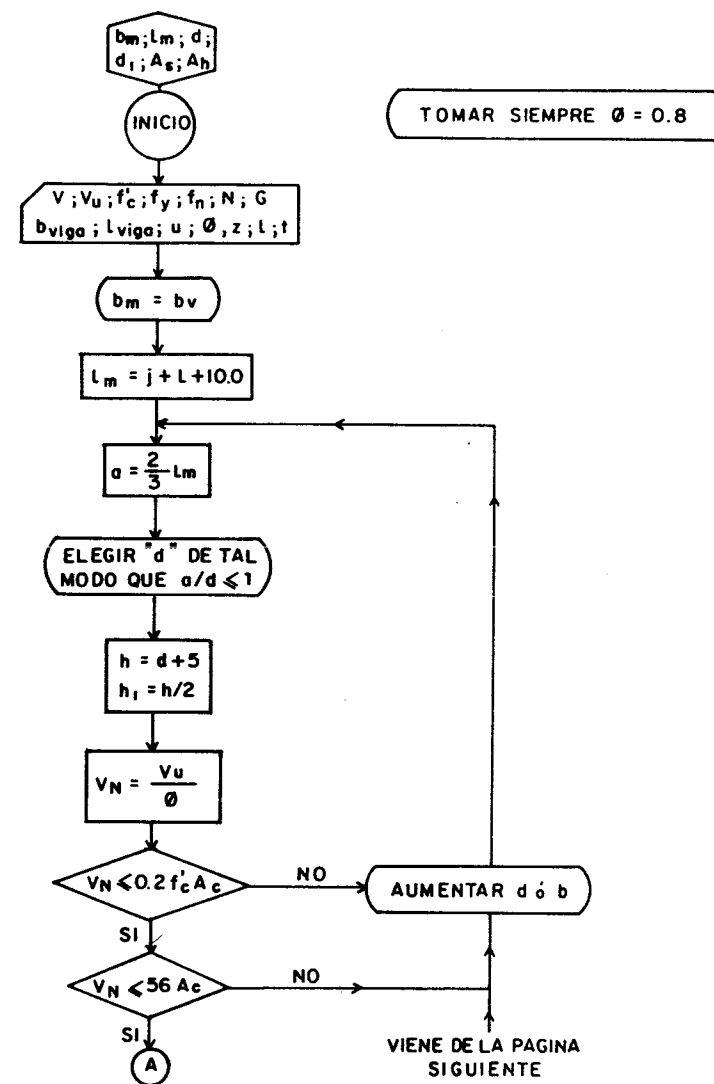 bm; Lm; d;
d₁; As; Ah
INICIO
TOMAR SIEMPRE Ø = 0.8
V ; Vu ; f'c ; fy ; fn ; N ; G
bviga ; Lviga ; u ; Ø, z ; L ; t
bm = bv
Lm = j + L + 10.0
a = 2/3 Lm
ELEGIR "d" DE TAL
MODO QUE a/d ≤ 1
h = d+5
h₁ = h/2
VN = Vu/Ø
VN ≤ 0.2 f'c Ac
NO
AUMENTAR d ó b
SI
VN ≤ 56 Ac
NO
SI
A
VIENE DE LA PAGINA
SIGUIENTE